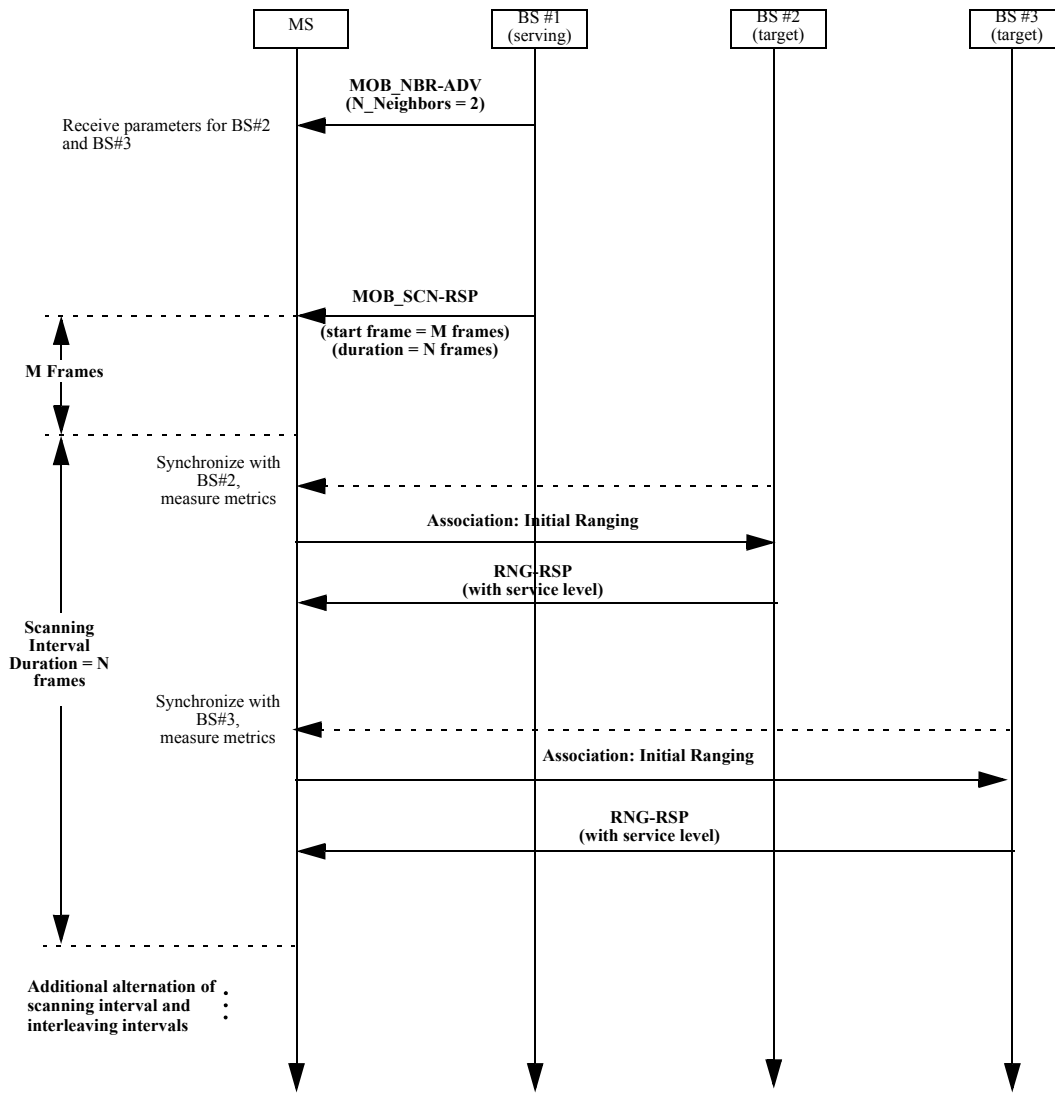 MS
BS #1
(serving)
BS #2
(target)
BS #3
(target)
MOB_NBR-ADV
(N_Neighbors = 2)
Receive parameters for BS#2
and BS#3
MOB_SCN-RSP
(start frame = M frames)
(duration = N frames)
M Frames
Synchronize with
BS#2,
measure metrics
Association: Initial Ranging
RNG-RSP
(with service level)
Scanning
Interval
Duration = N
frames
Synchronize with
BS#3,
measure metrics
Association: Initial Ranging
RNG-RSP
(with service level)
Additional alternation of
scanning interval and
interleaving intervals